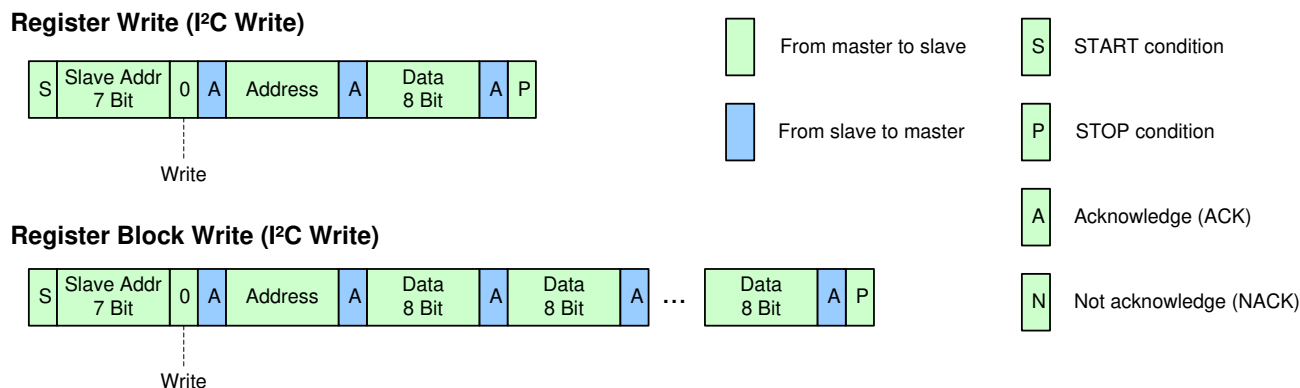 Register Write (I²C Write)
S Slave Addr 7 Bit 0 A Address A Data 8 Bit A P
Write
Register Block Write (I²C Write)
S Slave Addr 7 Bit 0 A Address A Data 8 Bit A Data 8 Bit A ... Data 8 Bit A P
Write
From master to slave
From slave to master
S START condition
P STOP condition
A Acknowledge (ACK)
N Not acknowledge (NACK)